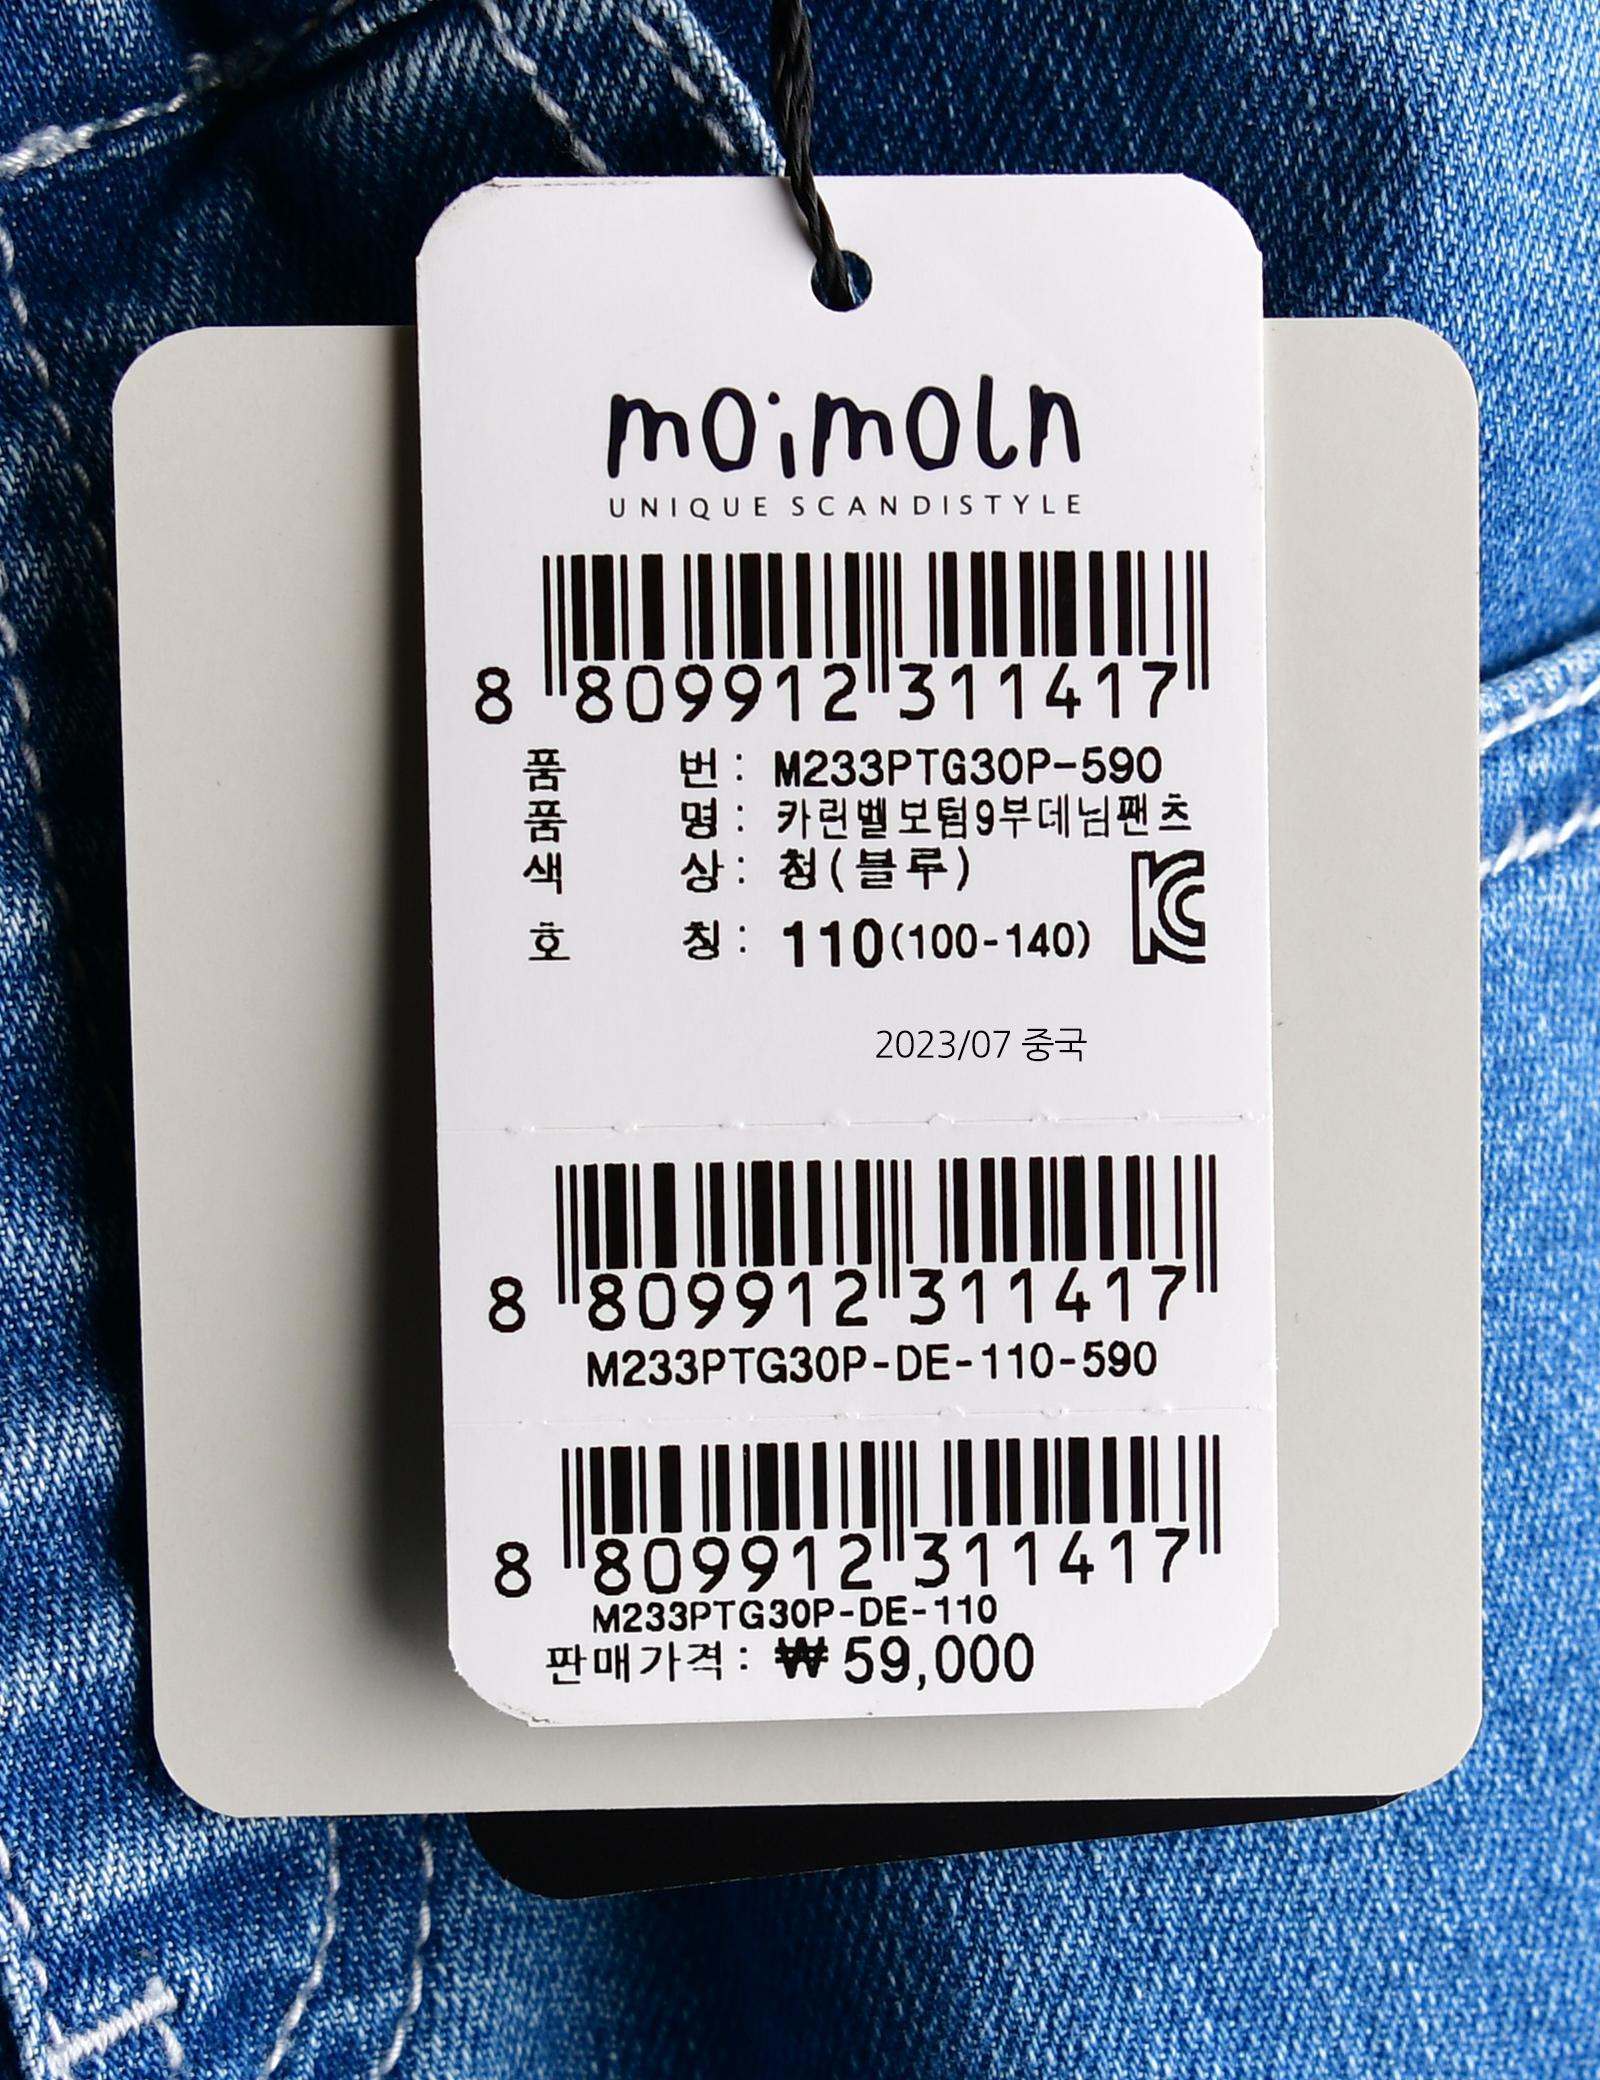 moimoln
UNIQUE SCANDISTYLE
8 809912 311417
품 번 : M233PTG30P-590
품 명 : 카린벨보텀9부데님팬츠
색 상 : 청(블루)
호 칭 : 110(100-140)
2023/07 중국
8 809912 311417
M233PTG30P-DE-110-590
8 809912 311417
M233PTG30P-DE-110
판매가격 : ₩59,000